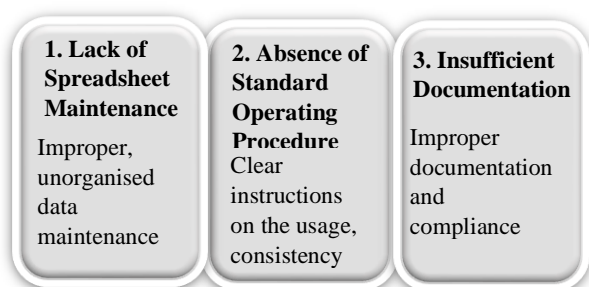 1. Lack of
Spreadsheet
Maintenance
Improper,
unorganised
data
maintenance
2. Absence of
Standard
Operating
Procedure
Clear
instructions
on the usage,
consistency
3. Insufficient
Documentation
Improper
documentation
and
compliance